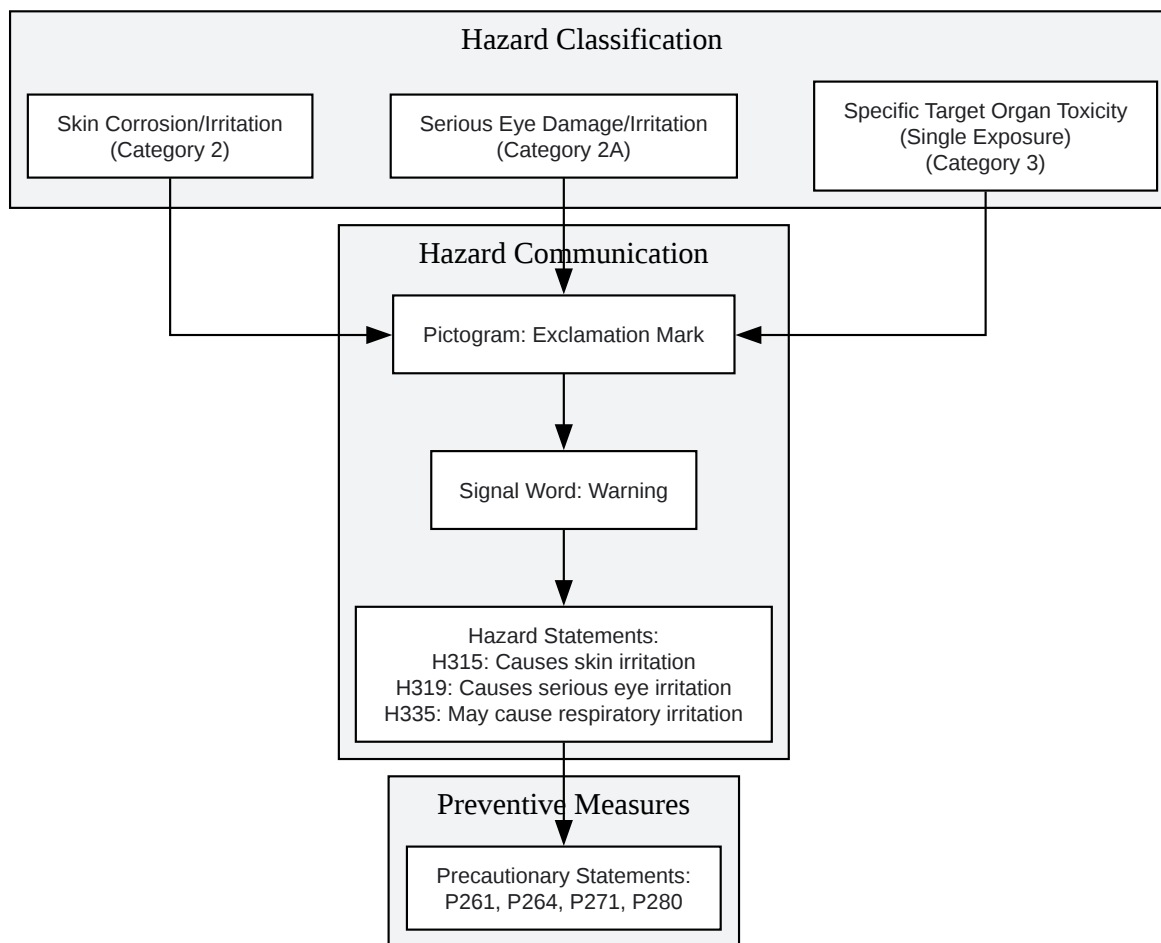 Hazard Classification
Skin Corrosion/Irritation
(Category 2)
Serious Eye Damage/Irritation
(Category 2A)
Specific Target Organ Toxicity
(Single Exposure)
(Category 3)
Hazard Communication
Pictogram: Exclamation Mark
Signal Word: Warning
Hazard Statements:
H315: Causes skin irritation
H319: Causes serious eye irritation
H335: May cause respiratory irritation
Preventive Measures
Precautionary Statements:
P261, P264, P271, P280